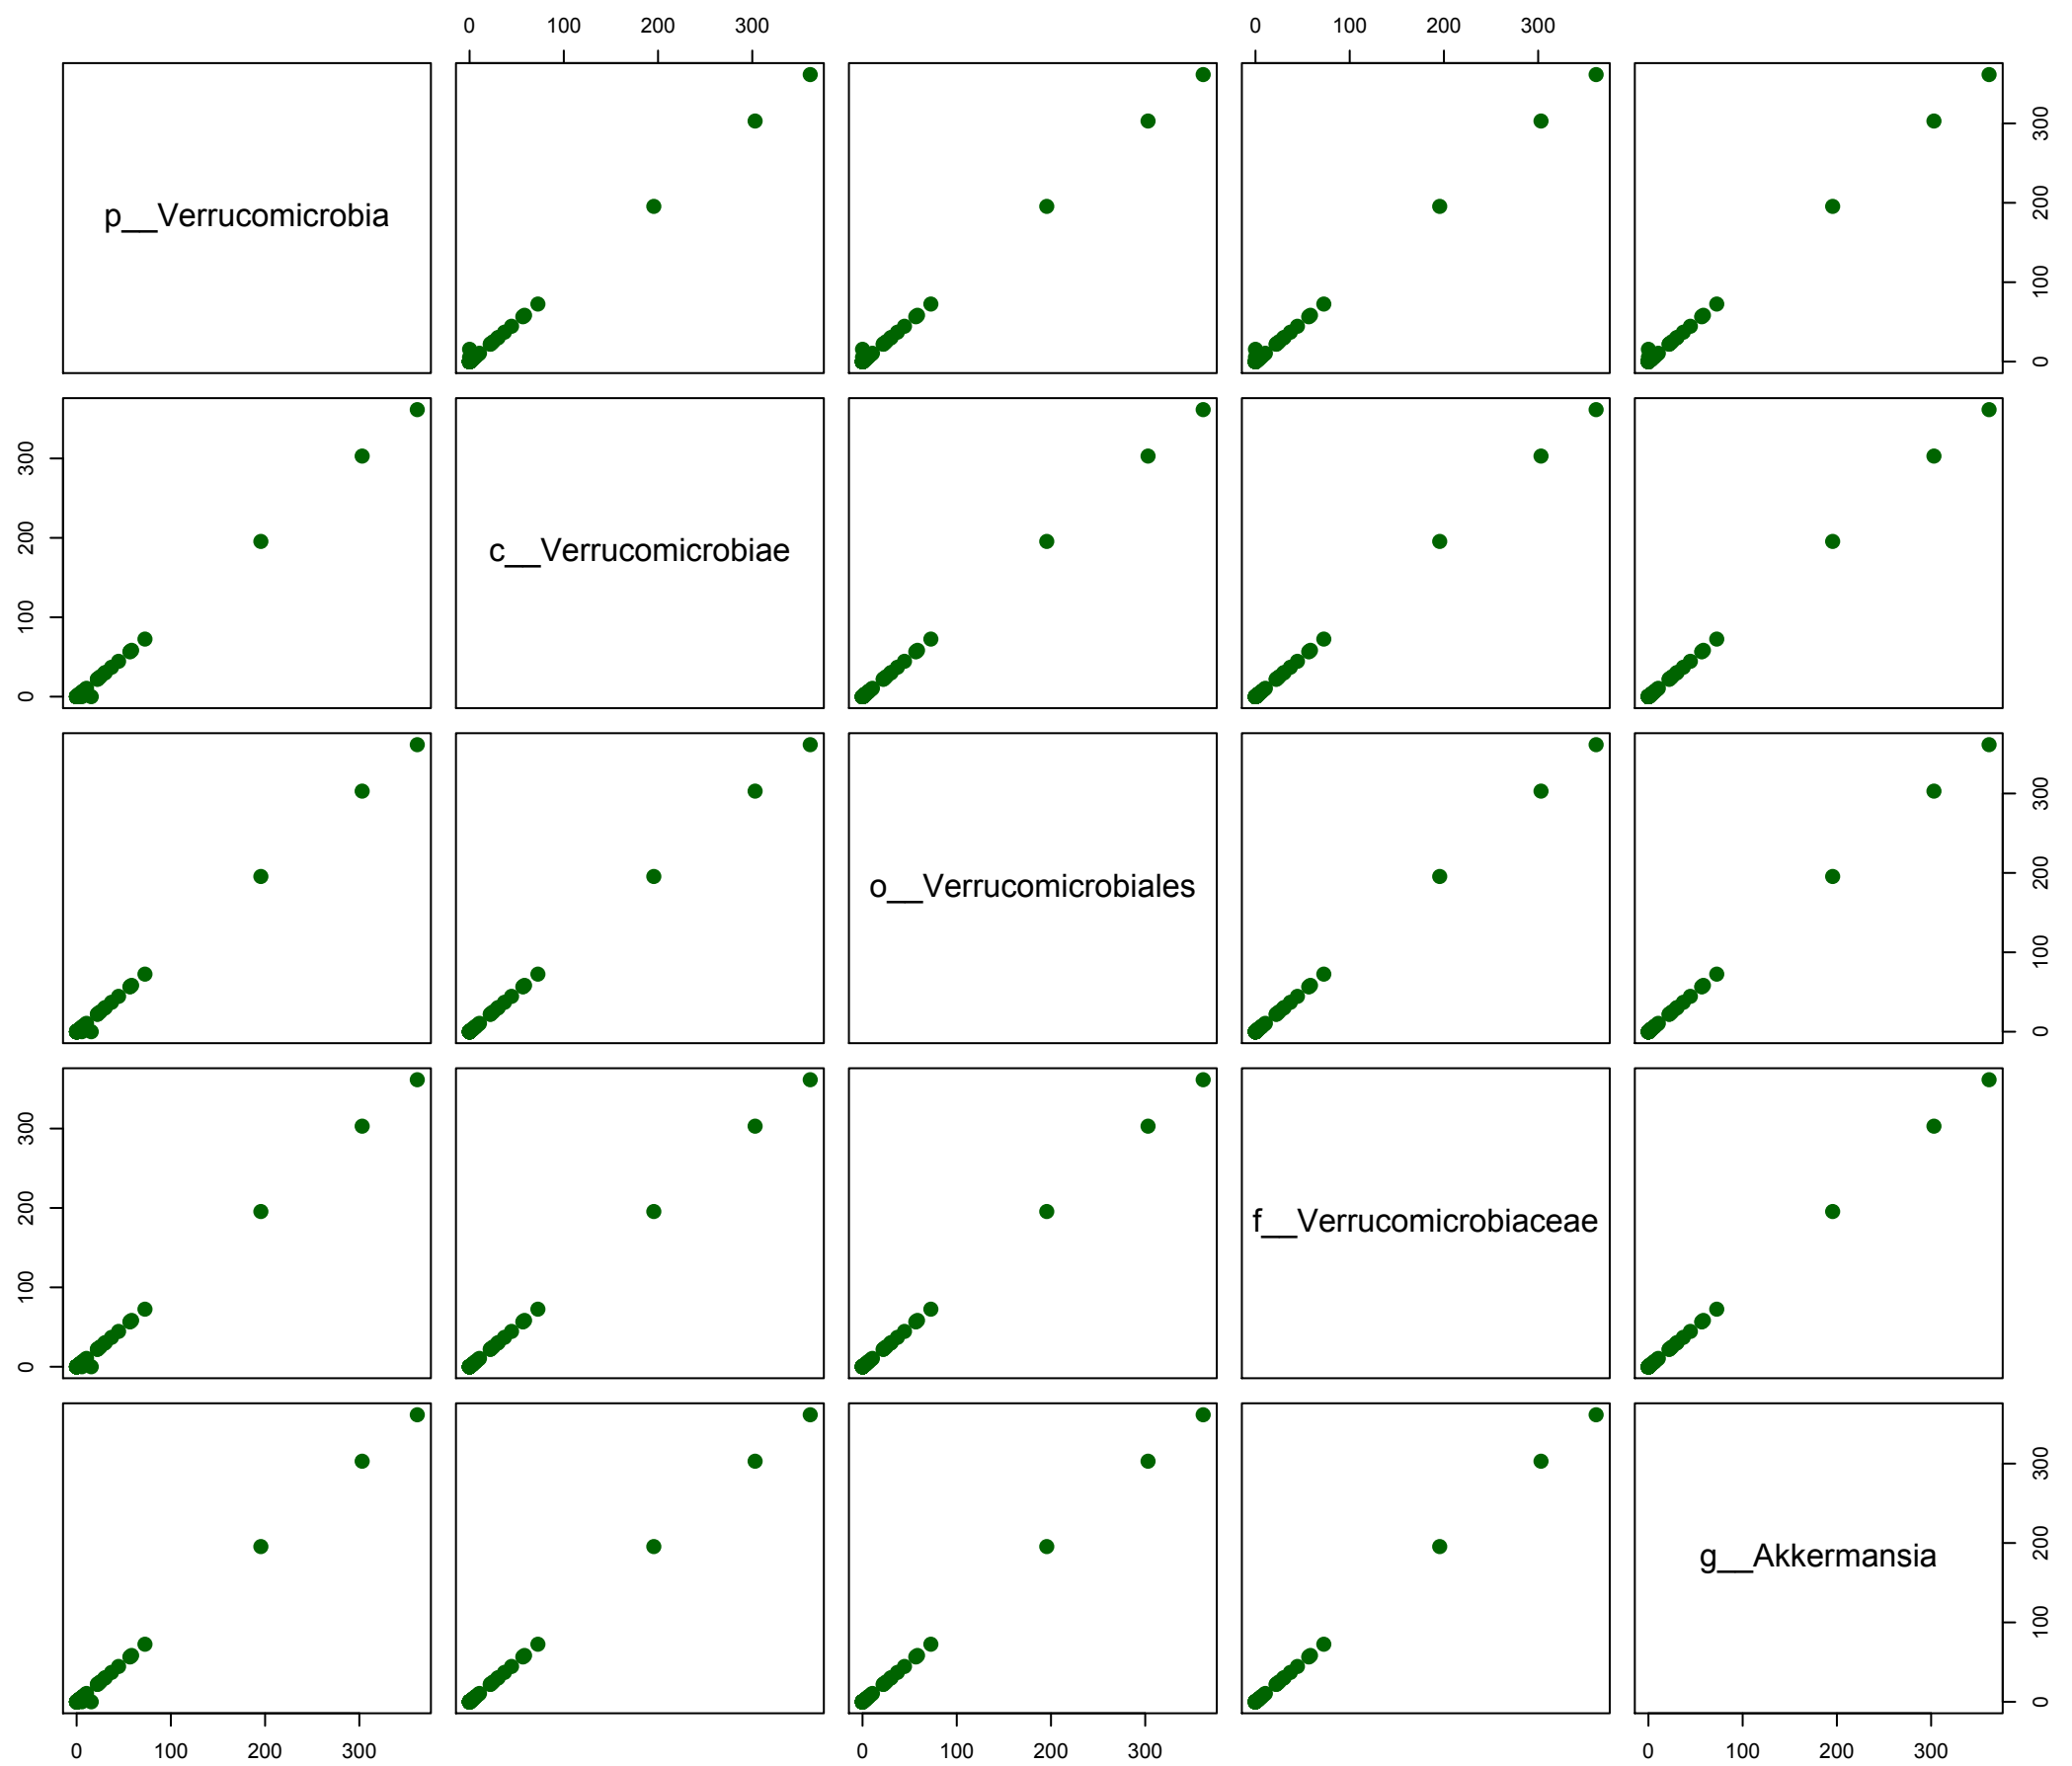 0 100 200 300 0 100 200 300
p__Verrucomicrobia
0 100 200 300
0 100 200 300
c__Verrucomicrobiae
o__Verrucomicrobiales
0 100 200 300
0 100 200 300
f__Verrucomicrobiaceae
g__Akkermansia
0 100 200 300
0 100 200 300 0 100 200 300 0 100 200 300